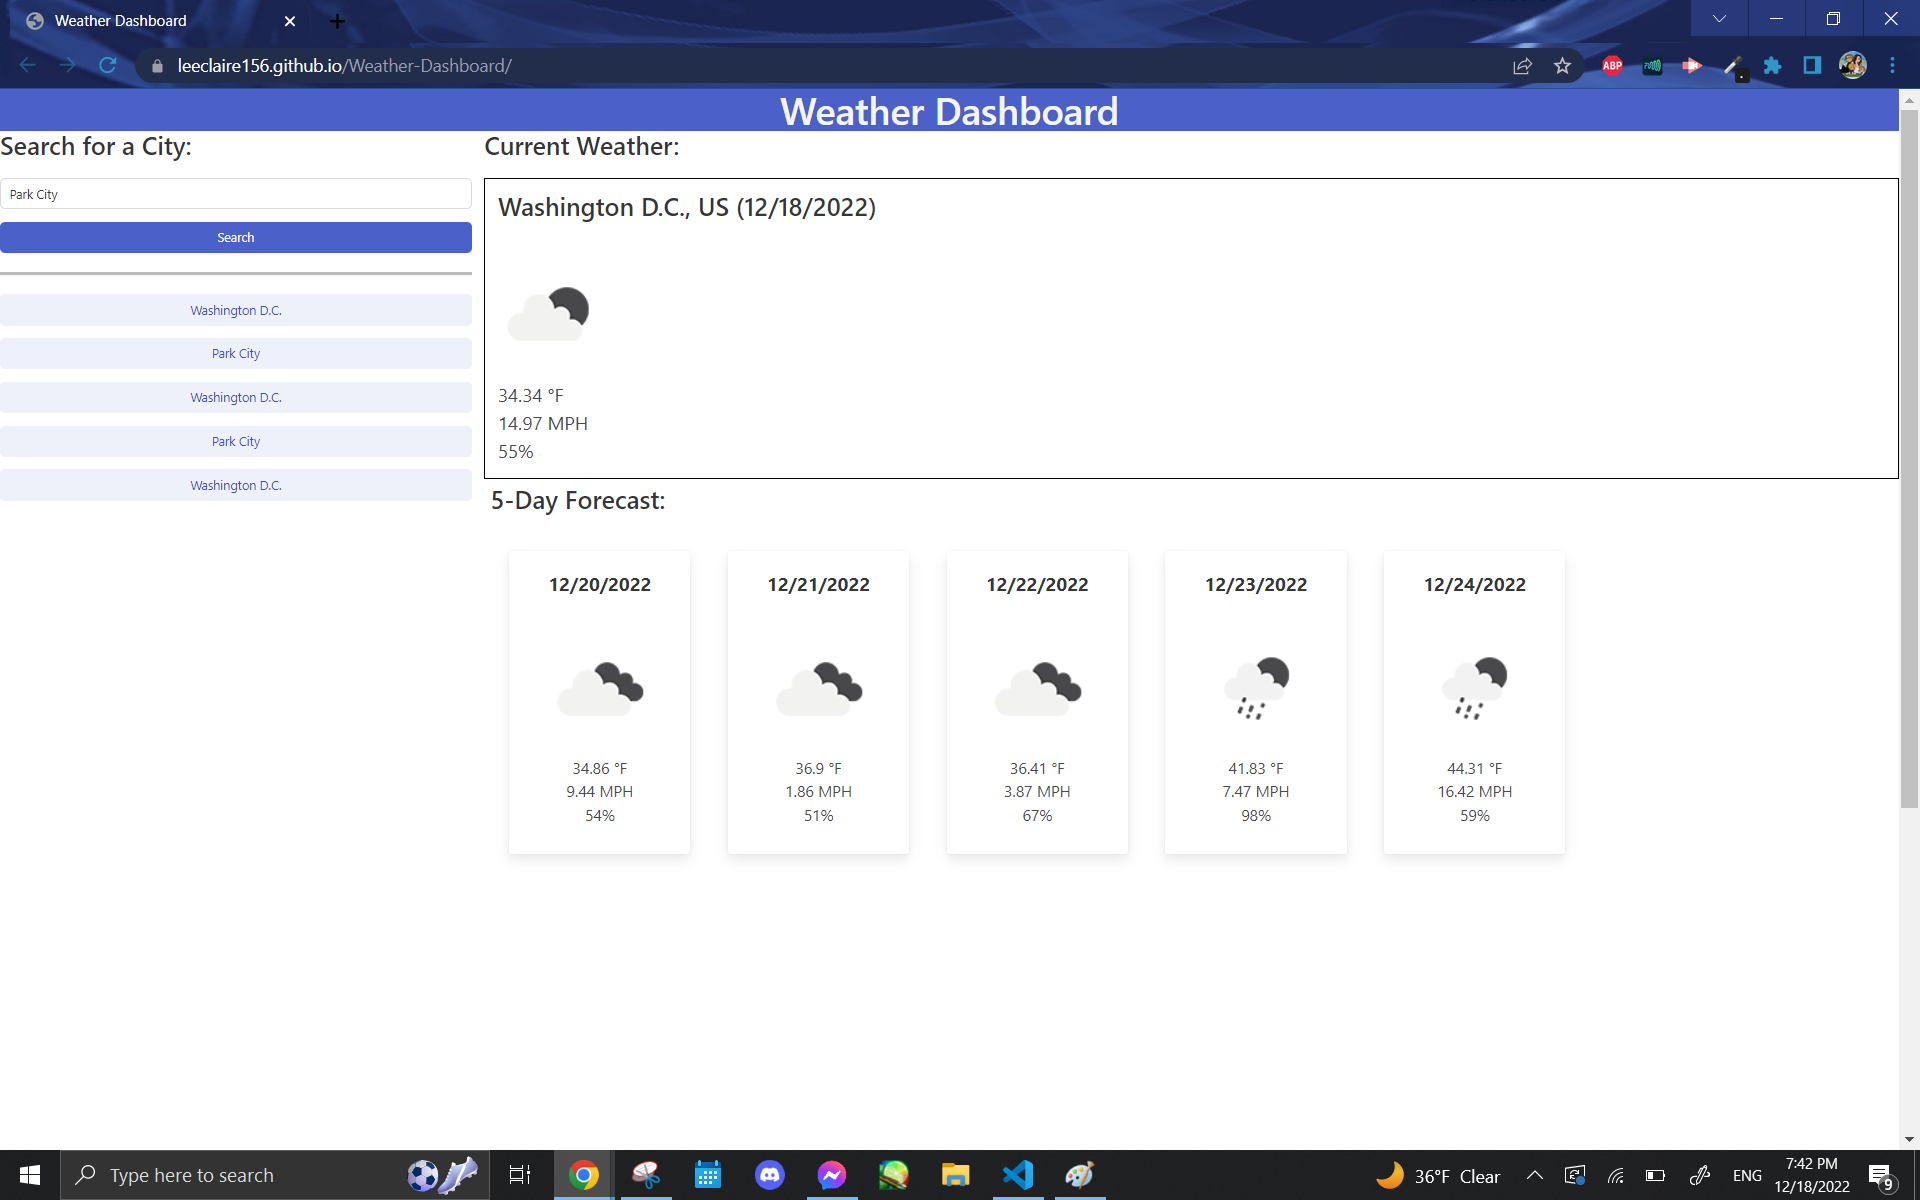 Weather Dashboard
leeclaire156.github.io/Weather-Dashboard/
ABP
Weather Dashboard
Search for a City:
Park City
Search
Washington D.C.
Park City
Washington D.C.
Park City
Washington D.C.
Current Weather:
Washington D.C., US (12/18/2022)
34.34 °F
14.97 MPH
55%
5-Day Forecast:
12/20/2022
34.86 °F
9.44 MPH
54%
12/21/2022
36.9 °F
1.86 MPH
51%
12/22/2022
36.41 °F
3.87 MPH
67%
12/23/2022
41.83 °F
7.47 MPH
98%
12/24/2022
44.31 °F
16.42 MPH
59%
Type here to search
36°F Clear
ENG
7:42 PM
12/18/2022
9